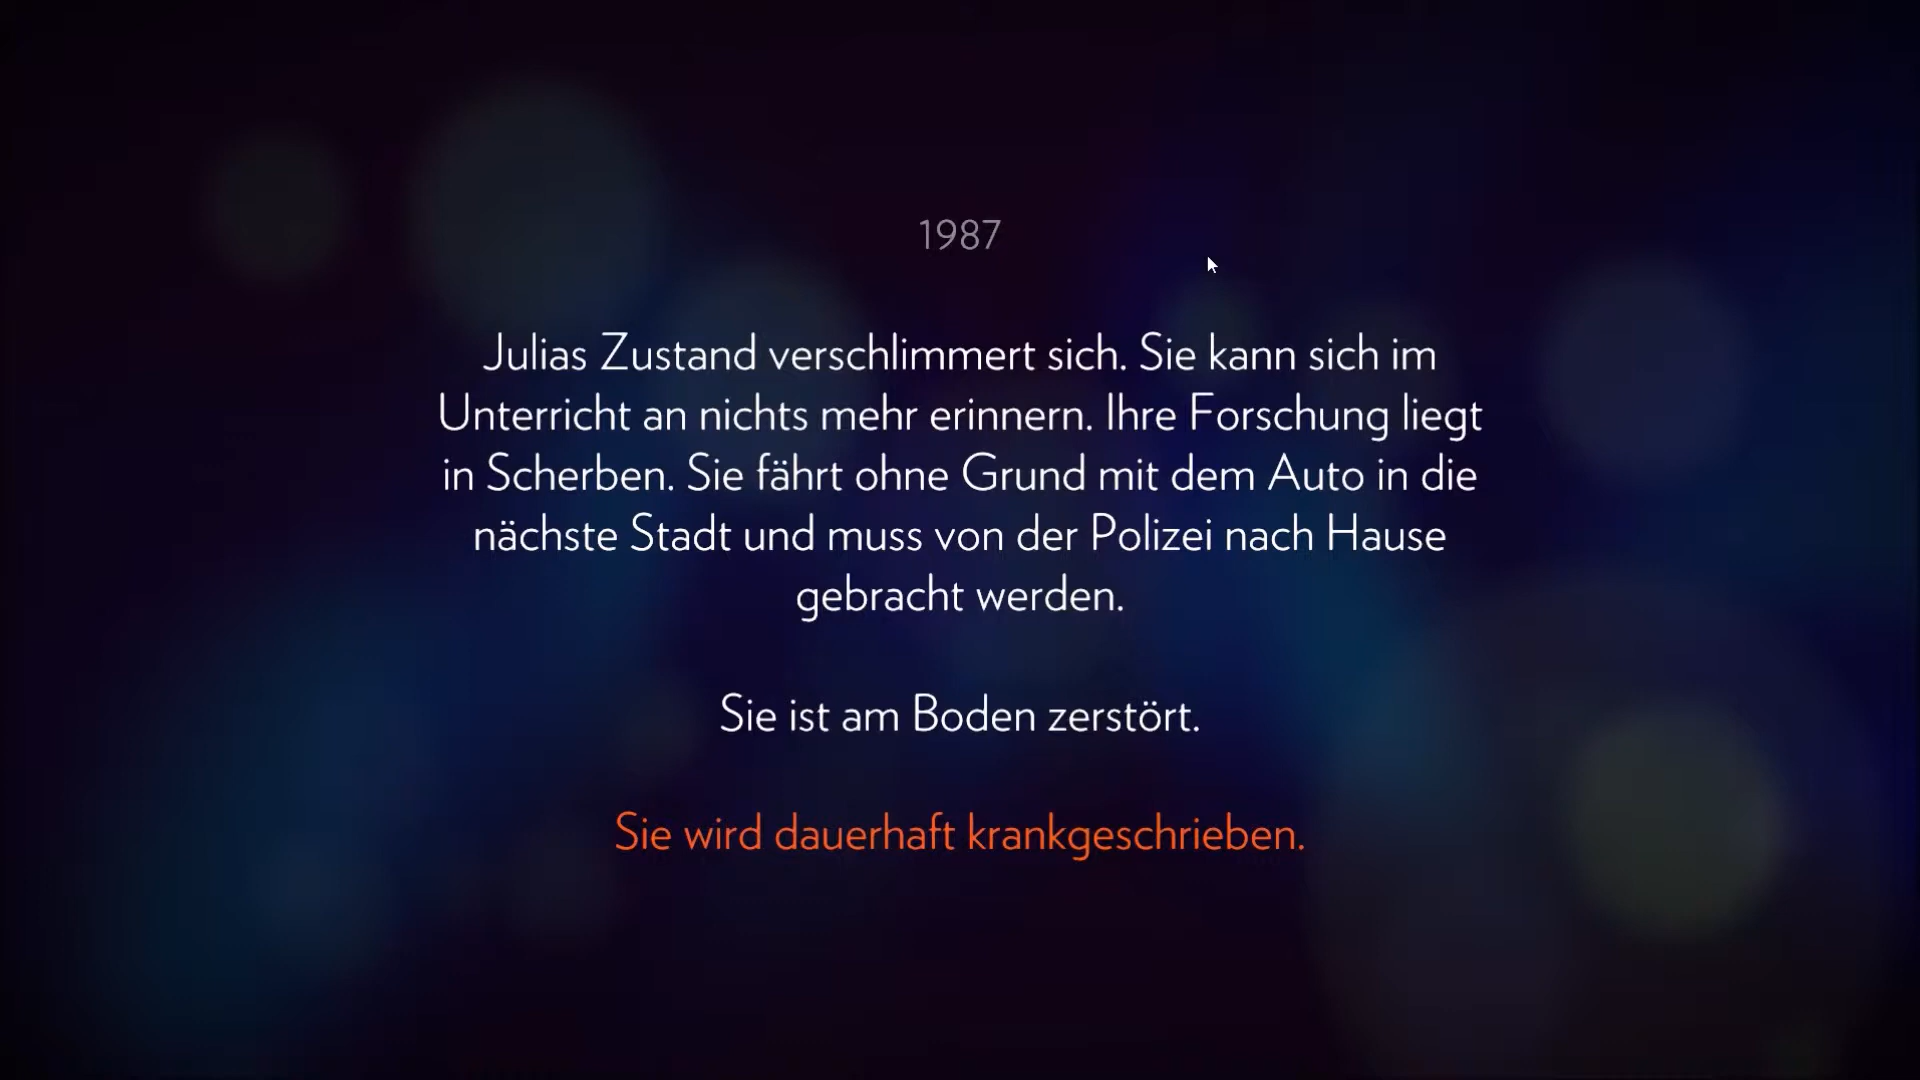 1987
Julias Zustand verschlimmert sich. Sie kann sich im
Unterricht an nichts mehr erinnern. Ihre Forschung liegt
in Scherben. Sie fährt ohne Grund mit dem Auto in die
nächste Stadt und muss von der Polizei nach Hause
gebracht werden.
Sie ist am Boden zerstört.
Sie wird dauerhaft krankgeschrieben.